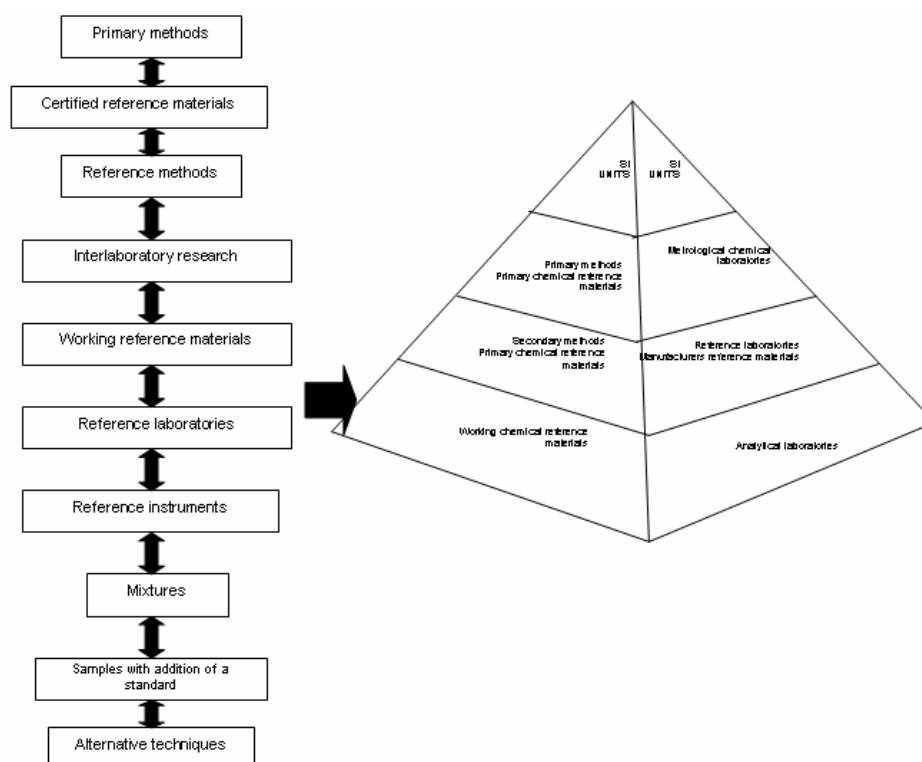 Primary methods
Certified reference materials
Reference methods
Interlaboratory research
Working reference materials
Reference laboratories
Reference instruments
Mixtures
Samples with addition of a
standard
Alternative techniques
SI
UNITS
SI
UNITS
Primary methods
Primary chemical reference
materials
Metrological chemical
laboratories
Secondary methods
Primary chemical reference
materials
Reference laboratories
Manufacturers reference materials
Working chemical reference
materials
Analytical laboratories